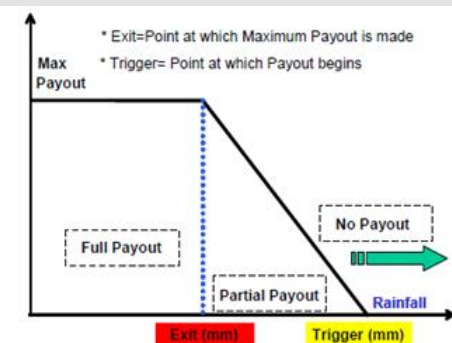 * Exit=Point at which Maximum Payout is made
* Trigger= Point at which Payout begins
Max
Payout
No Payout
Full Payout
Partial Payout
Rainfall
Exit (mm)
Trigger (mm)